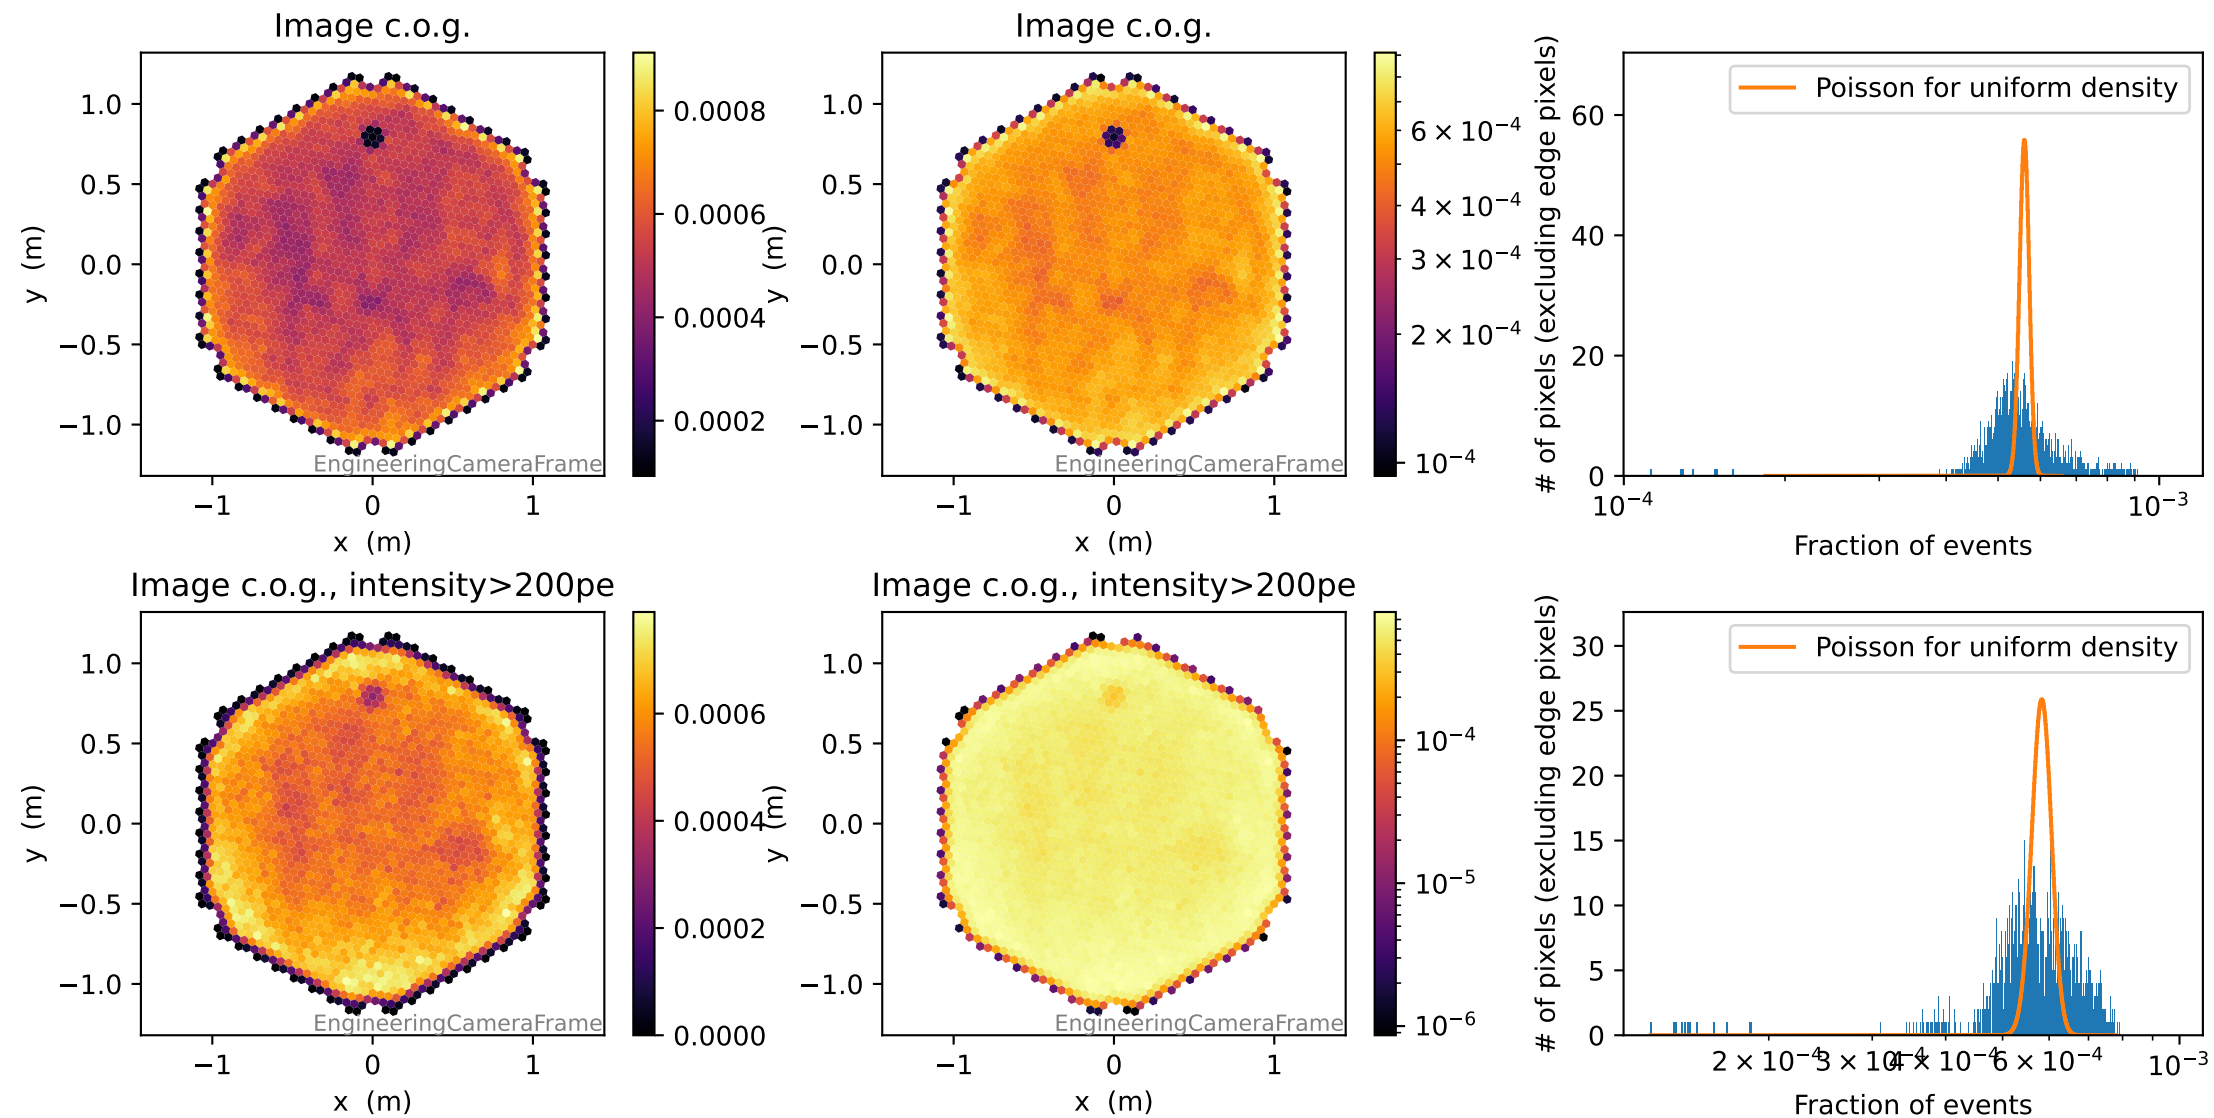 Image c.o.g.
1.0
0.5
0.0
−0.5
−1.0
y (m)
EngineeringCameraFrame
−1
0
1
x (m)
0.0008
0.0006
0.0004
0.0002
Image c.o.g.
1.0
0.5
0.0
−0.5
−1.0
y (m)
EngineeringCameraFrame
−1
0
1
x (m)
6 × 10⁻⁴
4 × 10⁻⁴
3 × 10⁻⁴
2 × 10⁻⁴
10⁻⁴
# of pixels (excluding edge pixels)
60
40
20
0
Poisson for uniform density
10⁻⁴
10⁻³
Fraction of events
Image c.o.g., intensity>200pe
1.0
0.5
0.0
−0.5
−1.0
y (m)
EngineeringCameraFrame
−1
0
1
x (m)
0.0006
0.0004
0.0002
0.0000
Image c.o.g., intensity>200pe
1.0
0.5
0.0
−0.5
−1.0
y (m)
EngineeringCameraFrame
−1
0
1
x (m)
10⁻⁴
10⁻⁵
10⁻⁶
# of pixels (excluding edge pixels)
30
25
20
15
10
5
0
Poisson for uniform density
2 × 10⁻⁴
3 × 10⁻⁴
4 × 10⁻⁴
6 × 10⁻⁴
10⁻³
Fraction of events